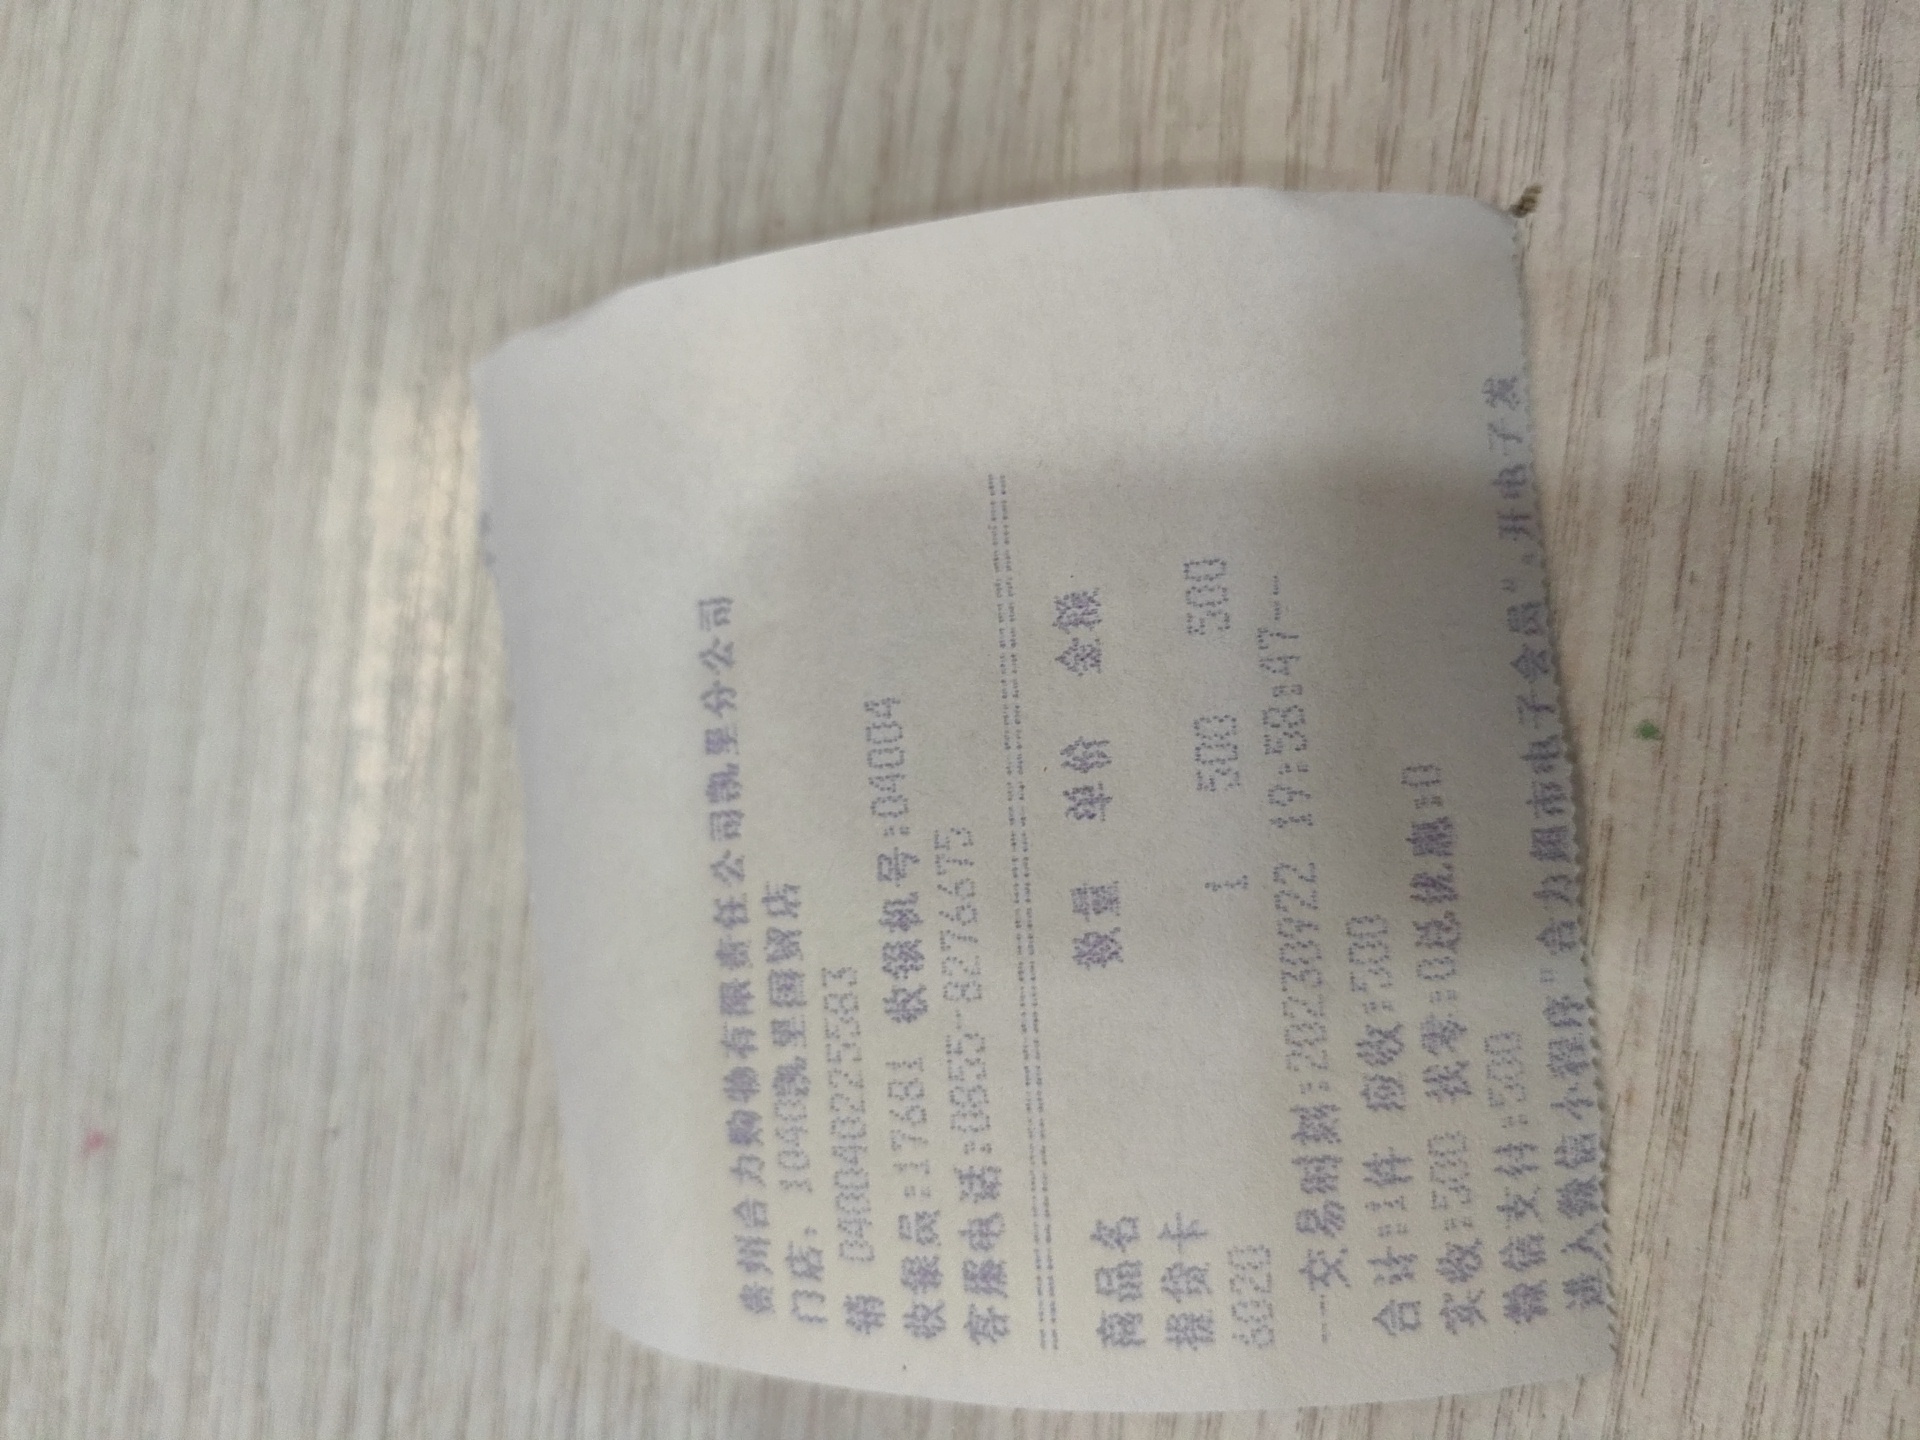 贵州合力购物有限责任公司凯里分公司
门店: 1040凯里国贸店
销 040040225583
收银员:17681 收银机号:04004
客服电话:0855-8276675
==========================================
商品名 数量 单价 金额
提货卡
6020 1 500 500
---交易时刻:20230922 19:58:47---
合计:1件 应收:500
实收:500 找零:0总优惠:0
微信支付:500
进入微信小程序"合力超市电子会员",开电子发